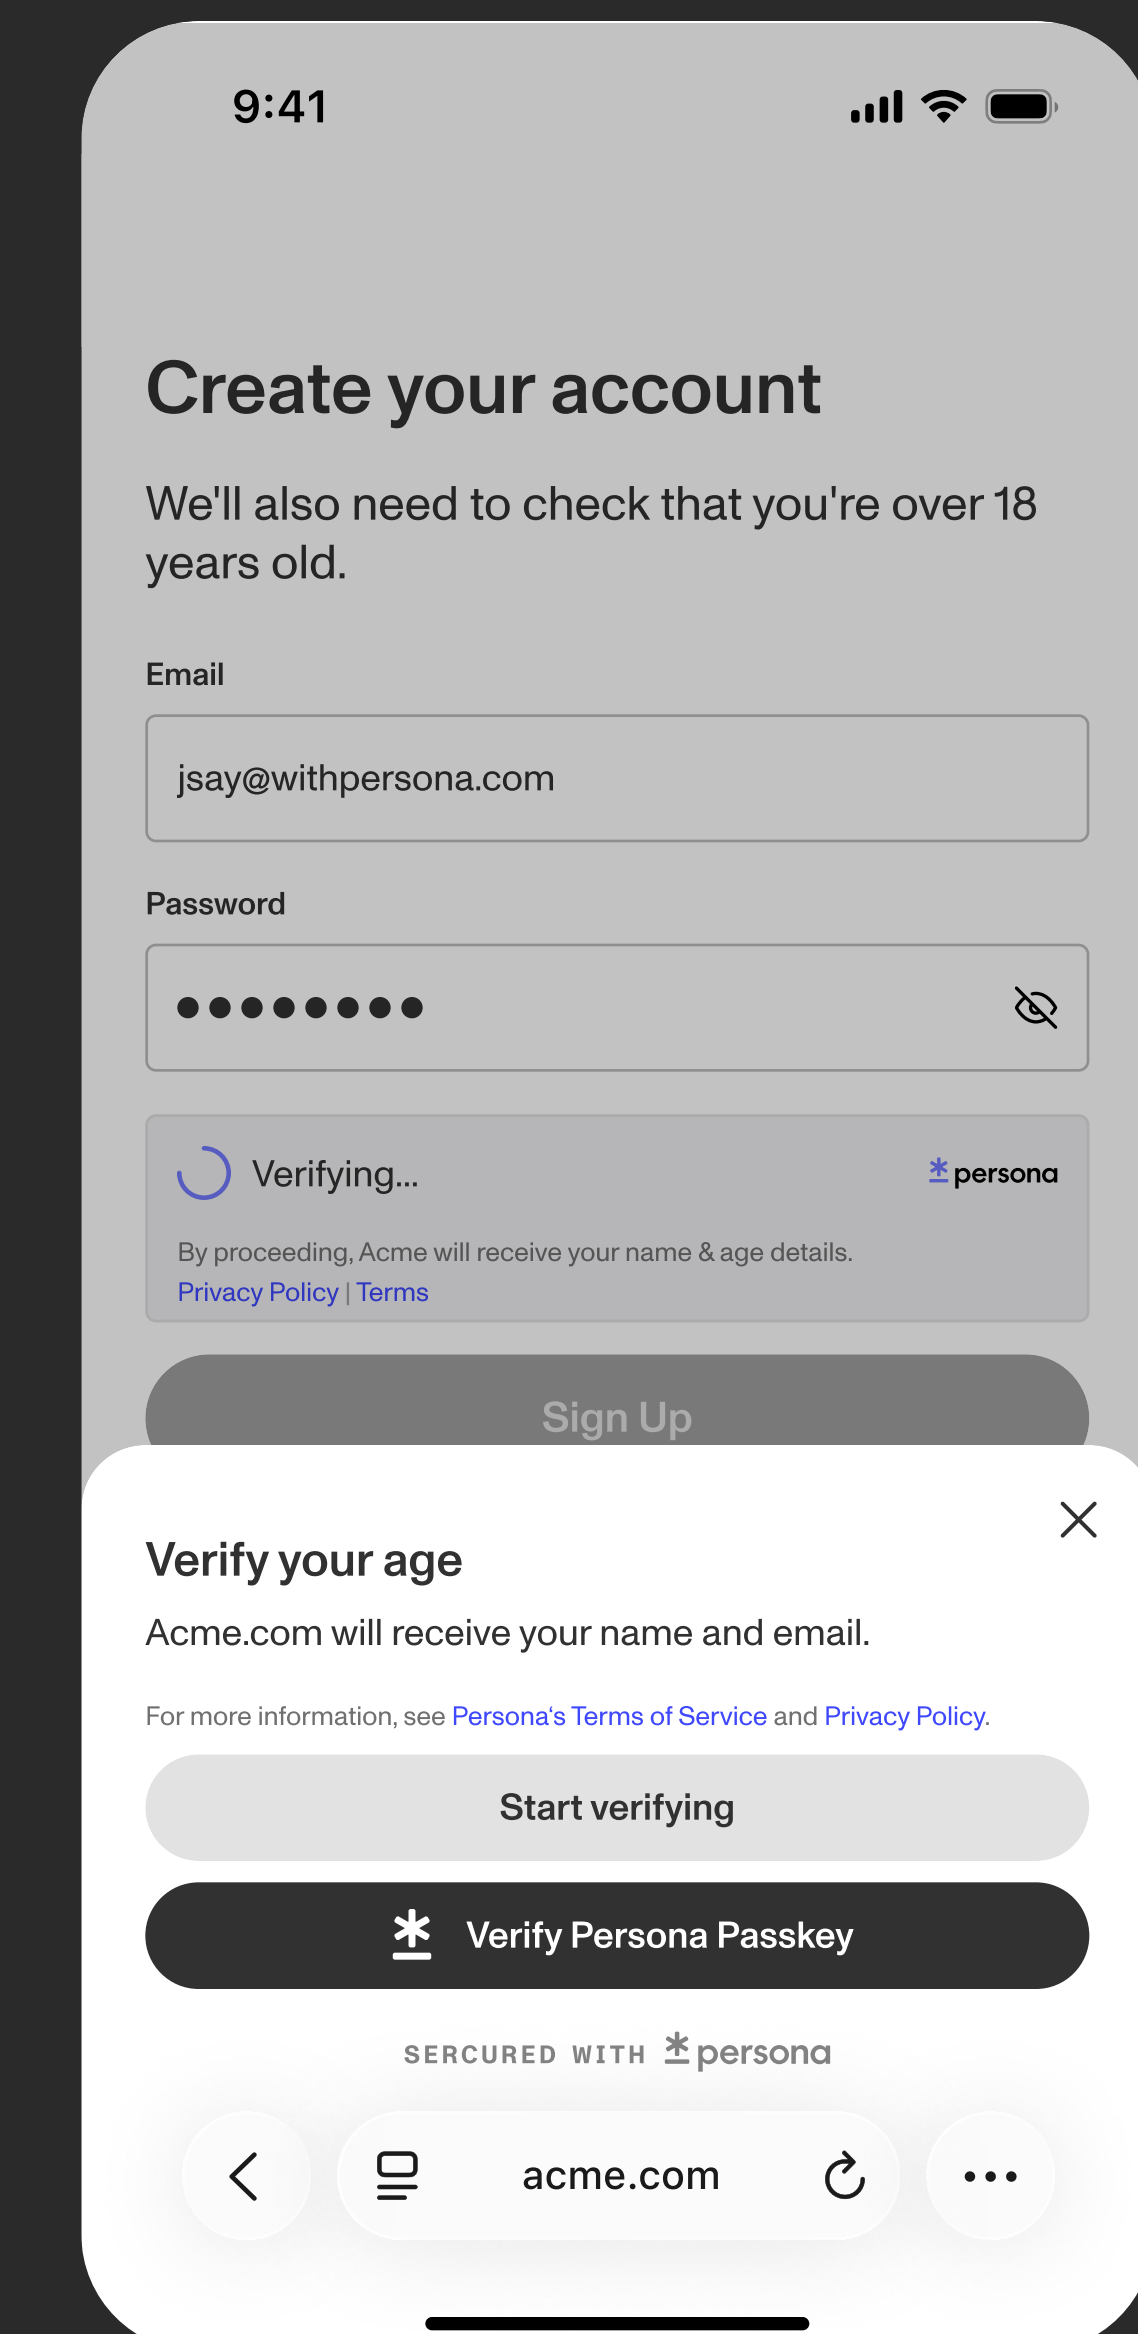 9:41
Create your account
We'll also need to check that you're over 18
years old.
Email
jsay@withpersona.com
Password
Verifying...
persona
By proceeding, Acme will receive your name & age details.
Privacy Policy | Terms
Sign Up
Verify your age
Acme.com will receive your name and email.
For more information, see Persona‘s Terms of Service and Privacy Policy.
Start verifying
Verify Persona Passkey
SERCURED WITH persona
acme.com